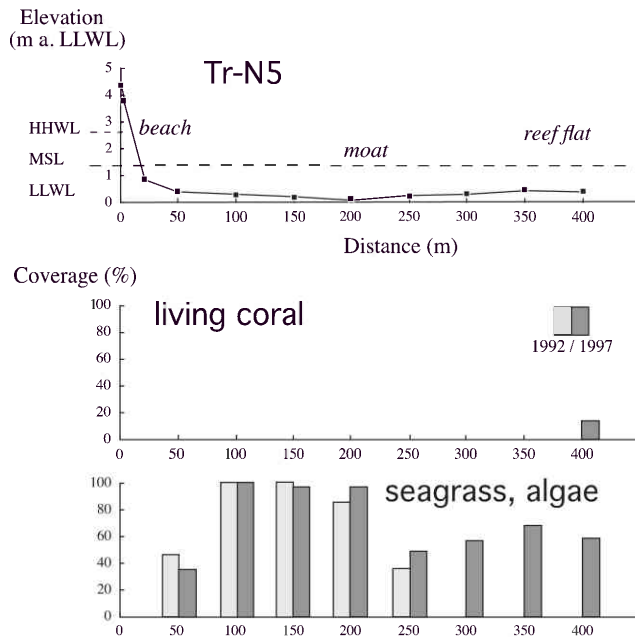 Elevation
(m a. LLWL)
Tr-N5
5
4
3
2
1
0
HHWL
MSL
LLWL
beach
moat
reef flat
0 50 100 150 200 250 300 350 400
Distance (m)
Coverage (%)
living coral
100
80
60
40
20
0
1992 / 1997
50 100 150 200 250 300 350 400
seagrass, algae
100
80
60
40
20
0
0 50 100 150 200 250 300 350 400